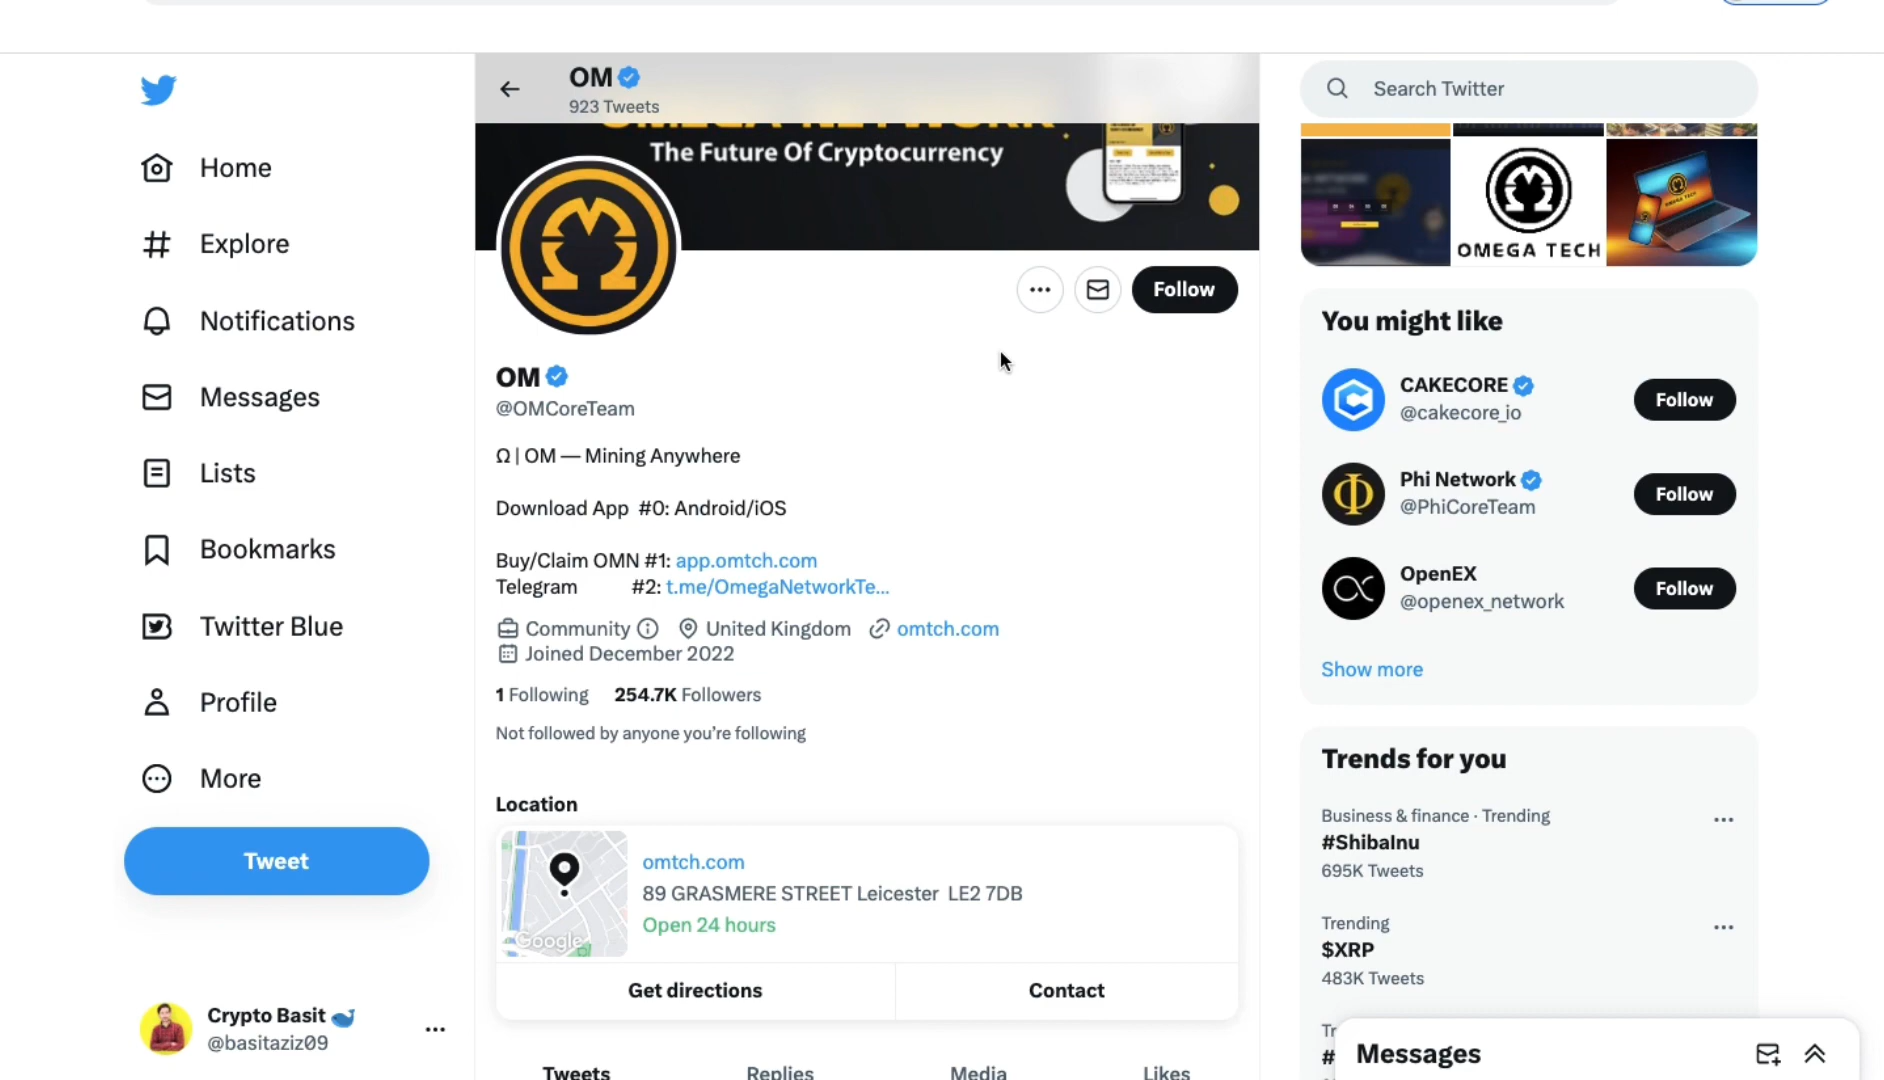 OM
923 Tweets
Search Twitter
Home
Explore
Notifications
Messages
Lists
Bookmarks
Twitter Blue
Profile
More
Tweet
Crypto Basit
@basitaziz09
OMEGA NETWORK
The Future Of Cryptocurrency
Follow
OM
@OMCoreTeam
Ω | OM — Mining Anywhere
Download App #0: Android/iOS
Buy/Claim OMN #1: app.omtch.com
Telegram #2: t.me/OmegaNetworkTe...
Community United Kingdom omtch.com
Joined December 2022
1 Following 254.7K Followers
Not followed by anyone you're following
Location
omtch.com
89 GRASMERE STREET Leicester LE2 7DB
Open 24 hours
Google
Get directions
Contact
Tweets Replies Media Likes
OMEGA TECH
You might like
CAKECORE
@cakecore_io
Follow
Phi Network
@PhiCoreTeam
Follow
OpenEX
@openex_network
Follow
Show more
Trends for you
Business & finance · Trending
#ShibaInu
695K Tweets
Trending
$XRP
483K Tweets
Tr
#
Messages